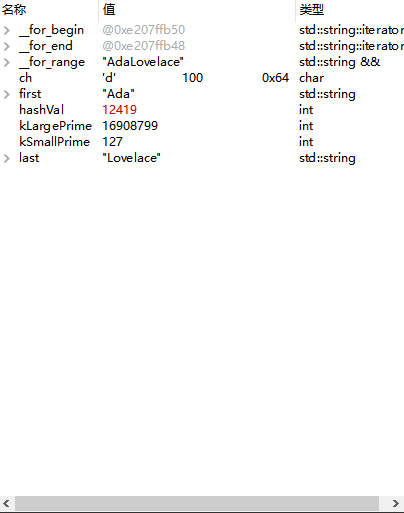 名称 值 类型
__for_begin @0xe207ffb50 std::string::iterator
__for_end @0xe207ffb48 std::string::iterator
__for_range "AdaLovelace" std::string &&
ch 'd' 100 0x64 char
first "Ada" std::string
hashVal 12419 int
kLargePrime 16908799 int
kSmallPrime 127 int
last "Lovelace" std::string